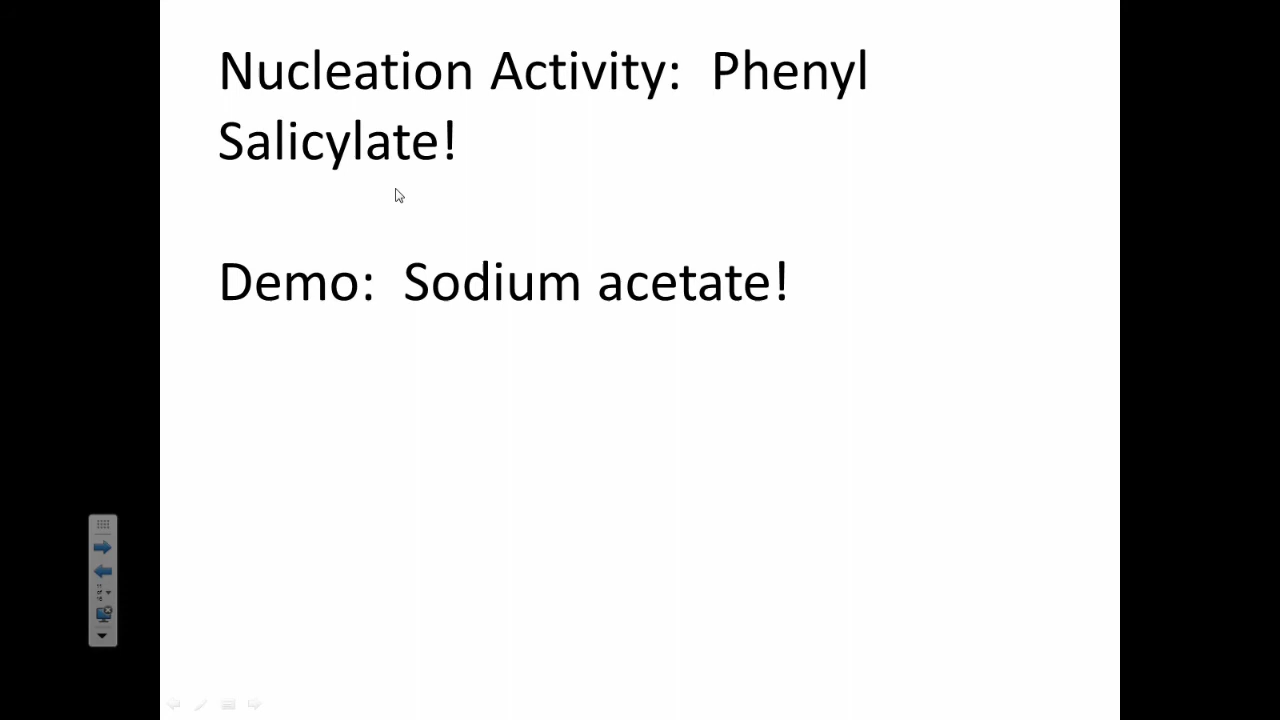 Nucleation Activity:  Phenyl
Salicylate!
Demo:  Sodium acetate!